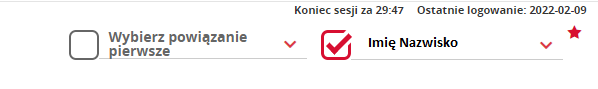 Koniec sesji za 29:47 Ostatnie logowanie: 2022-02-09
Wybierz powiązanie
pierwsze
Imię Nazwisko